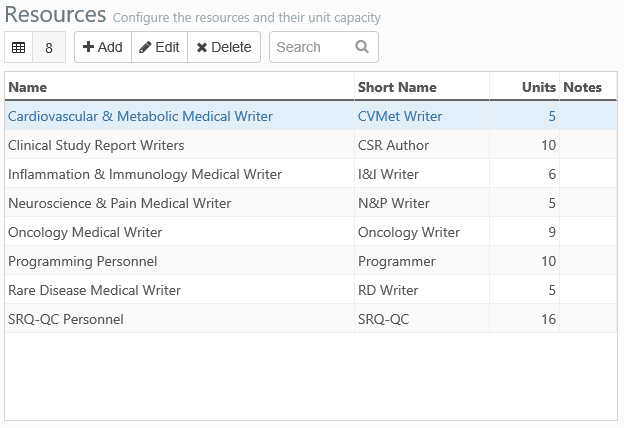 Resources Configure the resources and their unit capacity
8 Add Edit Delete Search
Name Short Name Units Notes
Cardiovascular & Metabolic Medical Writer CVMet Writer 5
Clinical Study Report Writers CSR Author 10
Inflammation & Immunology Medical Writer I&I Writer 6
Neuroscience & Pain Medical Writer N&P Writer 5
Oncology Medical Writer Oncology Writer 9
Programming Personnel Programmer 10
Rare Disease Medical Writer RD Writer 5
SRQ-QC Personnel SRQ-QC 16